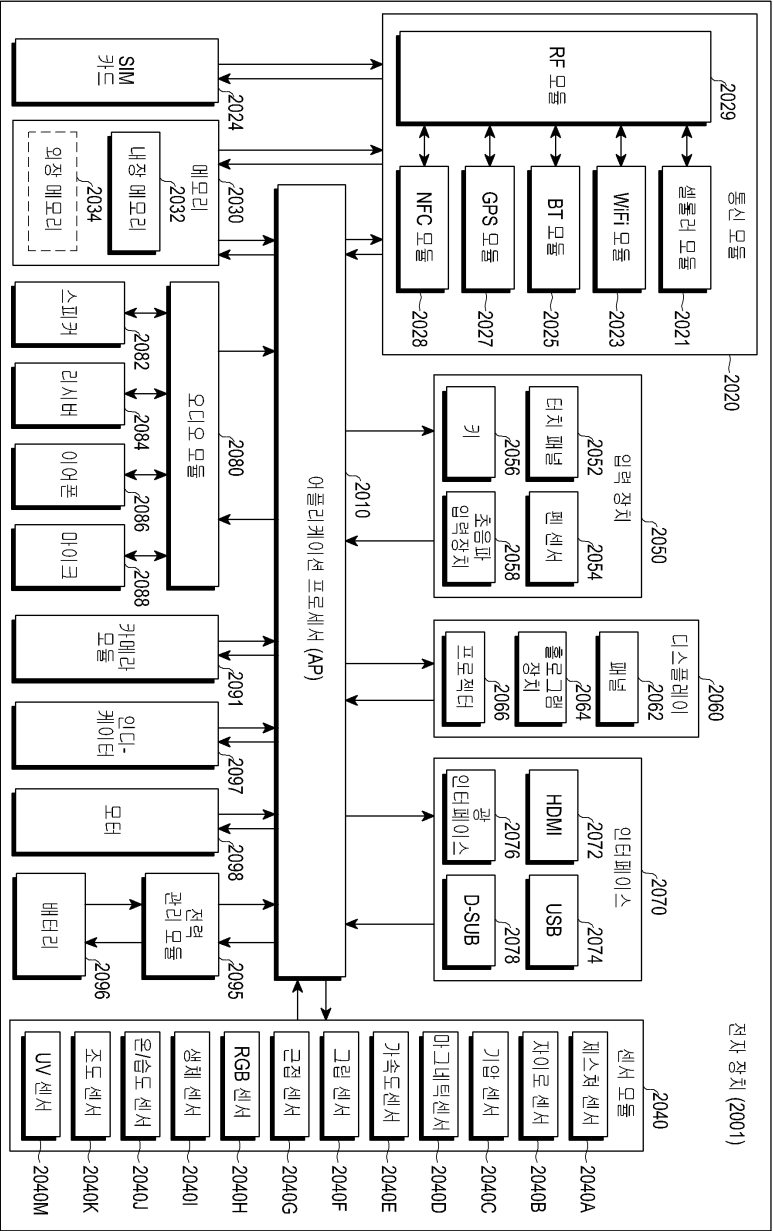 전자 장치 (2001)
통신 모듈
2020
셀룰러 모듈
2021
WiFi 모듈
2023
BT 모듈
2025
GPS 모듈
2027
NFC 모듈
2028
RF 모듈
2029
SIM
카드
2024
메모리
2030
내장 메모리
2032
외장 메모리
2034
어플리케이션 프로세서 (AP)
2010
입력 장치
2050
터치 패널
2052
펜 센서
2054
키
2056
초음파
입력장치
2058
디스플레이
2060
패널
2062
홀로그램
장치
2064
프로젝터
2066
인터페이스
2070
HDMI
2072
USB
2074
광
인터페이스
2076
D-SUB
2078
오디오 모듈
2080
스피커
2082
리시버
2084
이어폰
2086
마이크
2088
카메라
모듈
2091
인디-
케이터
2097
모터
2098
전력
관리 모듈
2095
배터리
2096
센서 모듈
2040
제스처 센서
2040A
자이로 센서
2040B
기압 센서
2040C
마그네틱센서
2040D
가속도센서
2040E
그립 센서
2040F
근접 센서
2040G
RGB 센서
2040H
생체 센서
2040I
온/습도 센서
2040J
조도 센서
2040K
UV 센서
2040M